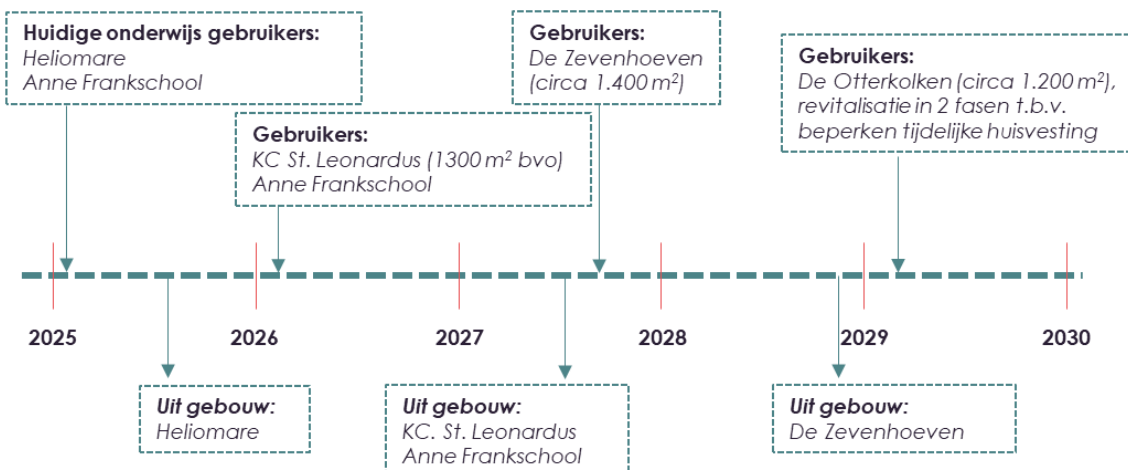 Huidige onderwijs gebruikers:
Heliomare
Anne Frankschool
Gebruikers:
KC St. Leonardus (1300 m² bvo)
Anne Frankschool
Gebruikers:
De Zevenhoeven
(circa 1.400 m²)
Gebruikers:
De Otterkolken (circa 1.200 m²),
revitalisatie in 2 fasen t.b.v.
beperken tijdelijke huisvesting
2025
2026
2027
2028
2029
2030
Uit gebouw:
Heliomare
Uit gebouw:
KC. St. Leonardus
Anne Frankschool
Uit gebouw:
De Zevenhoeven